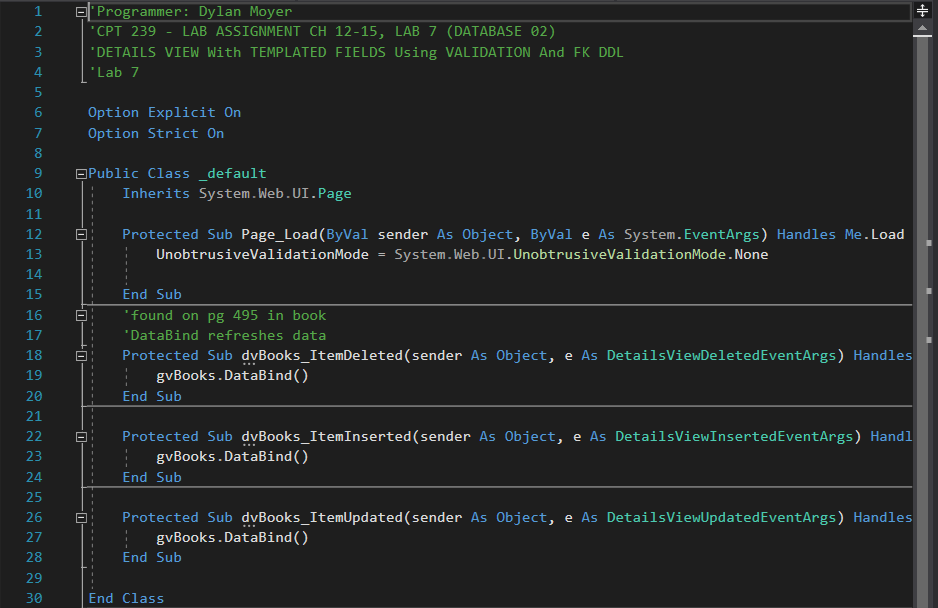 1 'Programmer: Dylan Moyer
2 'CPT 239 - LAB ASSIGNMENT CH 12-15, LAB 7 (DATABASE 02)
3 'DETAILS VIEW With TEMPLATED FIELDS Using VALIDATION And FK DDL
4 'Lab 7
5
6 Option Explicit On
7 Option Strict On
8
9 Public Class _default
10 Inherits System.Web.UI.Page
11
12 Protected Sub Page_Load(ByVal sender As Object, ByVal e As System.EventArgs) Handles Me.Load
13 UnobtrusiveValidationMode = System.Web.UI.UnobtrusiveValidationMode.None
14
15 End Sub
16 'found on pg 495 in book
17 'DataBind refreshes data
18 Protected Sub dvBooks_ItemDeleted(sender As Object, e As DetailsViewDeletedEventArgs) Handles
19 gvBooks.DataBind()
20 End Sub
21
22 Protected Sub dvBooks_ItemInserted(sender As Object, e As DetailsViewInsertedEventArgs) Handl
23 gvBooks.DataBind()
24 End Sub
25
26 Protected Sub dvBooks_ItemUpdated(sender As Object, e As DetailsViewUpdatedEventArgs) Handles
27 gvBooks.DataBind()
28 End Sub
29
30 End Class